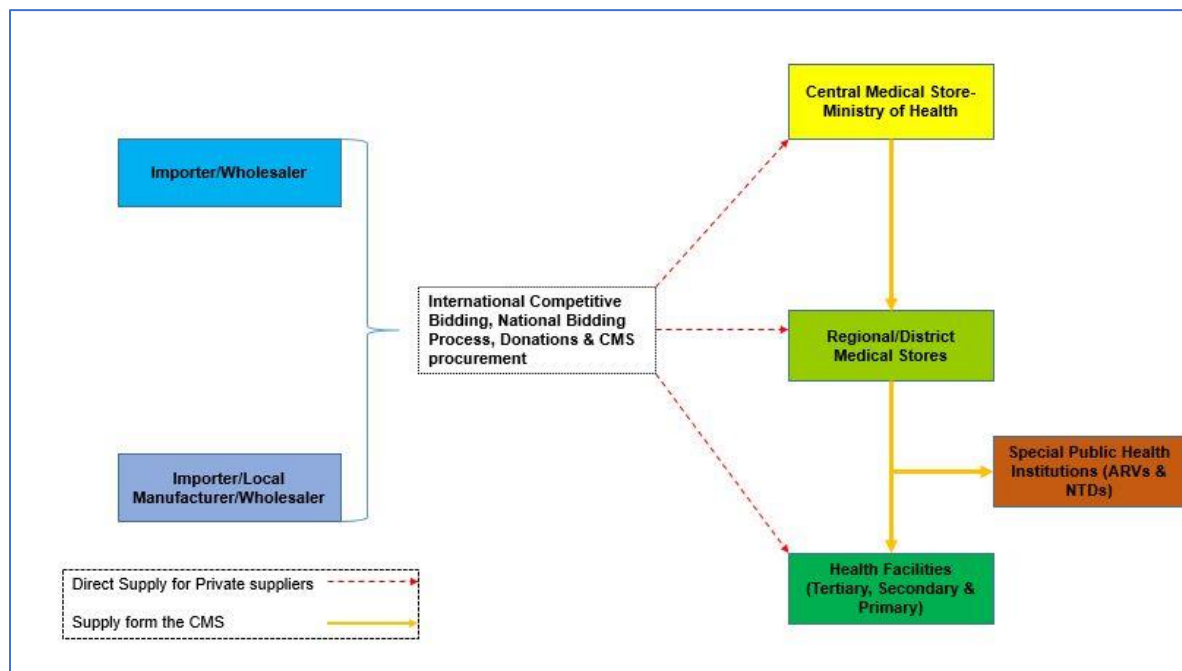 Central Medical Store-
Ministry of Health
Importer/Wholesaler
International Competitive
Bidding, National Bidding
Process, Donations & CMS
procurement
Regional/District
Medical Stores
Special Public Health
Institutions (ARVs &
NTDs)
Importer/Local
Manufacturer/Wholesaler
Health Facilities
(Tertiary, Secondary &
Primary)
Direct Supply for Private suppliers
Supply form the CMS